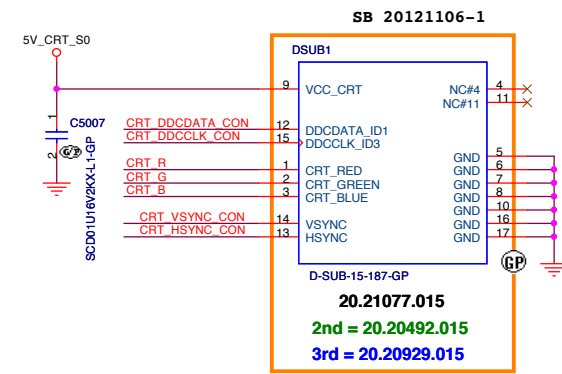 SB 20121106-1
5V_CRT_S0
DSUB1
9 VCC_CRT NC#4 4
NC#11 11
1
C5007
2
G/P
SCD01U16V2KX-L1-GP
CRT_DDCDATA_CON 12 DDCDATA_ID1
CRT_DDCCLK_CON 15 DDCCLK_ID3
CRT_R 1 CRT_RED
CRT_G 2 CRT_GREEN
CRT_B 3 CRT_BLUE
CRT_VSYNC_CON 14 VSYNC
CRT_HSYNC_CON 13 HSYNC
GND 5
GND 6
GND 7
GND 8
GND 10
GND 16
GND 17
GP
D-SUB-15-187-GP
20.21077.015
2nd = 20.20492.015
3rd = 20.20929.015